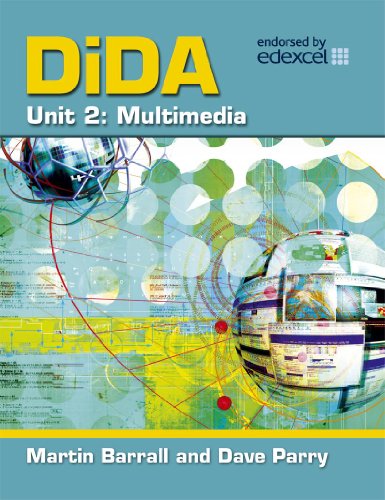 DiDA
endorsed by
edexcel
Unit 2: Multimedia
Martin Barrall and Dave Parry